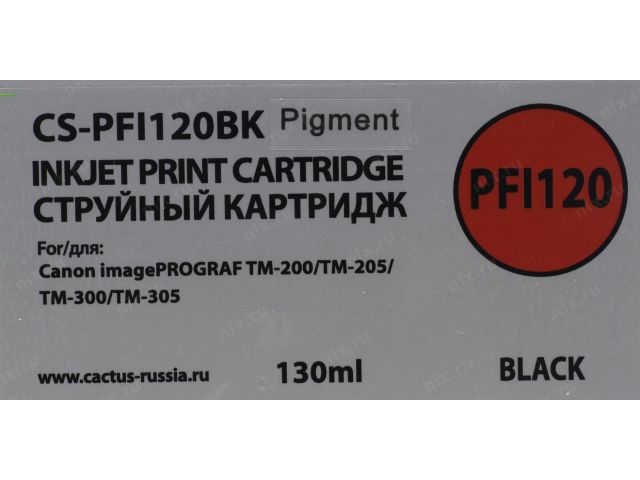 CS-PFI120BK Pigment
INKJET PRINT CARTRIDGE
СТРУЙНЫЙ КАРТРИДЖ
PFI120
For/для:
Canon imagePROGRAF TM-200/TM-205/
TM-300/TM-305
www.cactus-russia.ru 130ml BLACK